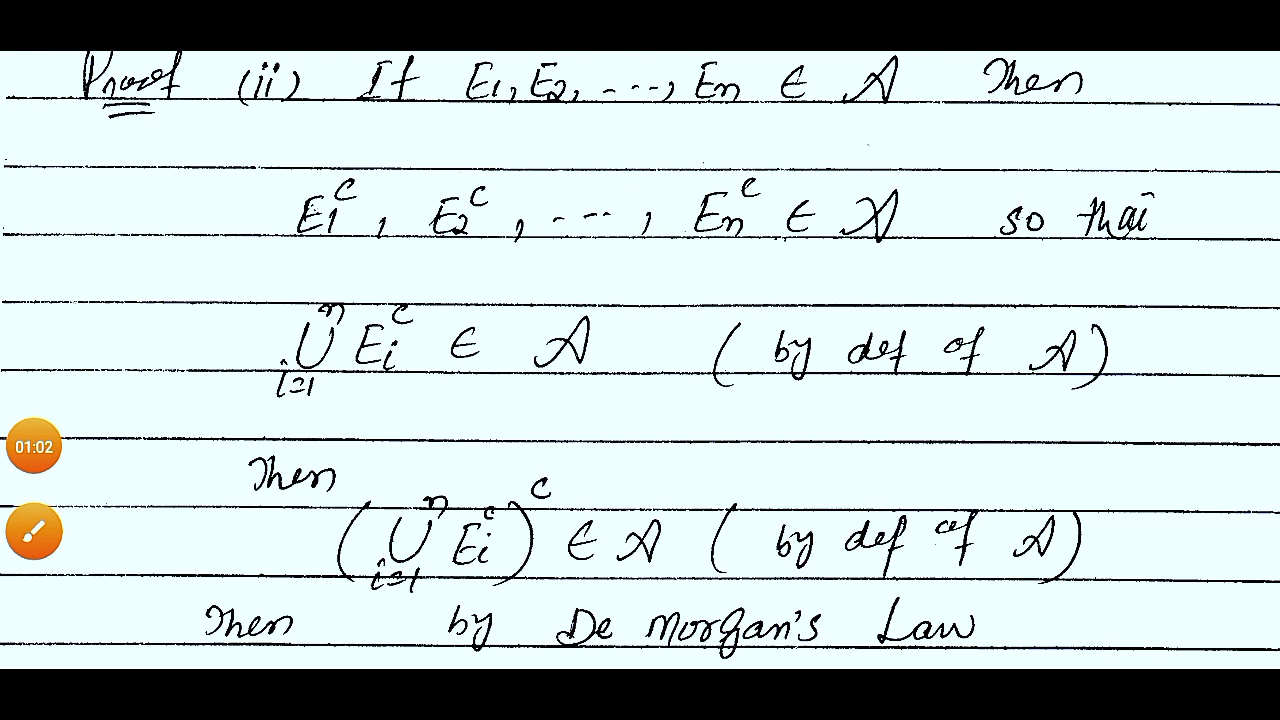 Proof (ii) If E1, E2, ..., En ∈ A Then
E1^c, E2^c, ..., En^c ∈ A so that
n
⋃ Ei^c ∈ A (by def of A)
i=1
01:02
Then
(n⋃i=1 Ei^c)^c ∈ A (by def of A)
Then by De Morgan's Law